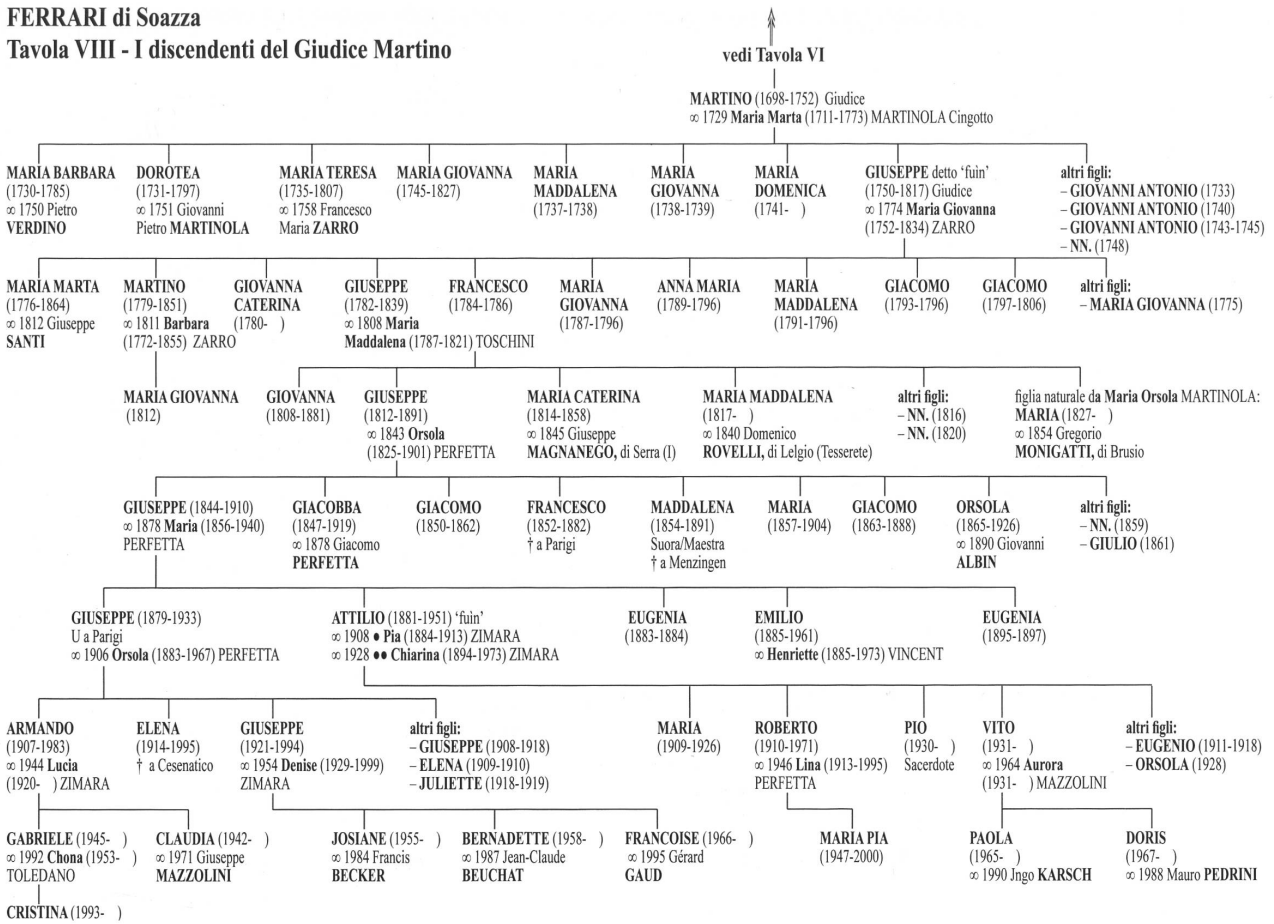 FERRARI di Soazza
Tavola VIII - I discendenti del Giudice Martino
vedi Tavola VI
MARTINO (1698-1752) Giudice
∞ 1729 Maria Marta (1711-1773) MARTINOLA Cingotto
MARIA BARBARA
(1730-1785)
∞ 1750 Pietro
VERDINO
DOROTEA
(1731-1797)
∞ 1751 Giovanni
Pietro MARTINOLA
MARIA TERESA
(1735-1807)
∞ 1758 Francesco
Maria ZARRO
MARIA GIOVANNA
(1745-1827)
MARIA
MADDALENA
(1737-1738)
MARIA
GIOVANNA
(1738-1739)
MARIA
DOMENICA
(1741- )
GIUSEPPE detto ‘fuìn’
(1750-1817) Giudice
∞ 1774 Maria Giovanna
(1752-1834) ZARRO
altri figli:
– GIOVANNI ANTONIO (1733)
– GIOVANNI ANTONIO (1740)
– GIOVANNI ANTONIO (1743-1745)
– NN. (1748)
MARIA MARTA
(1776-1864)
∞ 1812 Giuseppe
SANTI
MARTINO
(1779-1851)
∞ 1811 Barbara
(1772-1855) ZARRO
GIOVANNA
CATERINA
(1780- )
GIUSEPPE
(1782-1839)
∞ 1808 Maria
Maddalena (1787-1821) TOSCHINI
FRANCESCO
(1784-1786)
MARIA
GIOVANNA
(1787-1796)
ANNA MARIA
(1789-1796)
MARIA
MADDALENA
(1791-1796)
GIACOMO
(1793-1796)
GIACOMO
(1797-1806)
altri figli:
– MARIA GIOVANNA (1775)
MARIA GIOVANNA
(1812)
GIOVANNA
(1808-1881)
GIUSEPPE
(1812-1891)
∞ 1843 Orsola
(1825-1901) PERFETTA
MARIA CATERINA
(1814-1858)
∞ 1845 Giuseppe
MAGNANEGO, di Serra (I)
MARIA MADDALENA
(1817- )
∞ 1840 Domenico
ROVELLI, di Lelgio (Tesserete)
altri figli:
– NN. (1816)
– NN. (1820)
figlia naturale da Maria Orsola MARTINOLA:
MARIA (1827- )
∞ 1854 Gregorio
MONIGATTI, di Brusio
GIUSEPPE (1844-1910)
∞ 1878 Maria (1856-1940)
PERFETTA
GIACOBBA
(1847-1919)
∞ 1878 Giacomo
PERFETTA
GIACOMO
(1850-1862)
FRANCESCO
(1852-1882)
† a Parigi
MADDALENA
(1854-1891)
Suora/Maestra
† a Menzingen
MARIA
(1857-1904)
GIACOMO
(1863-1888)
ORSOLA
(1865-1926)
∞ 1890 Giovanni
ALBIN
altri figli:
– NN. (1859)
– GIULIO (1861)
GIUSEPPE (1879-1933)
U a Parigi
∞ 1906 Orsola (1883-1967) PERFETTA
ATTILIO (1881-1951) ‘fuìn’
∞ 1908 • Pia (1884-1913) ZIMARA
∞ 1928 •• Chiarina (1894-1973) ZIMARA
EUGENIA
(1883-1884)
EMILIO
(1885-1961)
∞ Henriette (1885-1973) VINCENT
EUGENIA
(1895-1897)
ARMANDO
(1907-1983)
∞ 1944 Lucia
(1920- ) ZIMARA
ELENA
(1914-1995)
† a Cesenatico
GIUSEPPE
(1921-1994)
∞ 1954 Denise (1929-1999)
ZIMARA
altri figli:
– GIUSEPPE (1908-1918)
– ELENA (1909-1910)
– JULIETTE (1918-1919)
MARIA
(1909-1926)
ROBERTO
(1910-1971)
∞ 1946 Lina (1913-1995)
PERFETTA
PIO
(1930- )
Sacerdote
VITO
(1931- )
∞ 1964 Aurora
(1931- ) MAZZOLINI
altri figli:
– EUGENIO (1911-1918)
– ORSOLA (1928)
GABRIELE (1945- )
∞ 1992 Chona (1953- )
TOLEDANO
CLAUDIA (1942- )
∞ 1971 Giuseppe
MAZZOLINI
JOSIANE (1955- )
∞ 1984 Francis
BECKER
BERNADETTE (1958- )
∞ 1987 Jean-Claude
BEUCHAT
FRANCOISE (1966- )
∞ 1995 Gérard
GAUD
MARIA PIA
(1947-2000)
PAOLA
(1965- )
∞ 1990 Jngo KARSCH
DORIS
(1967- )
∞ 1988 Mauro PEDRINI
CRISTINA (1993- )